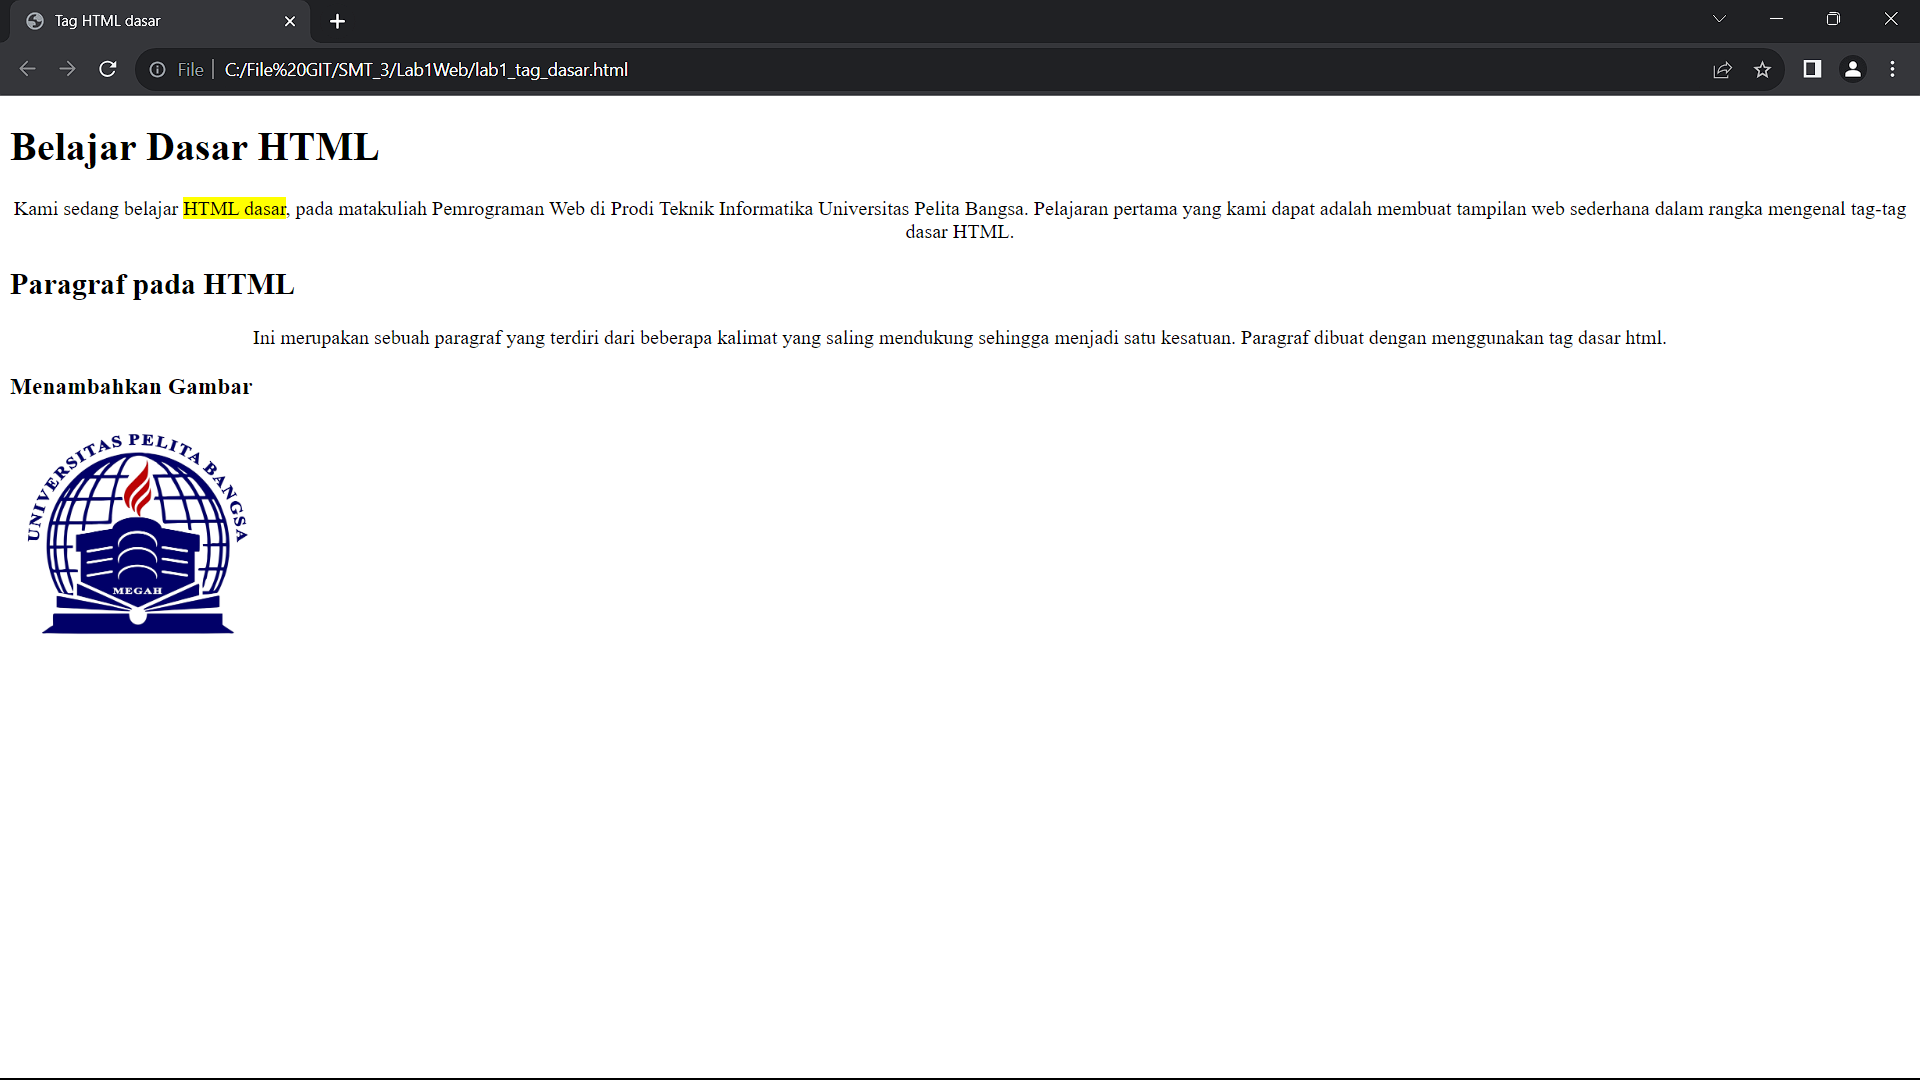 Tag HTML dasar
File
C:/File%20GIT/SMT_3/Lab1Web/lab1_tag_dasar.html
Belajar Dasar HTML
Kami sedang belajar HTML dasar, pada matakuliah Pemrograman Web di Prodi Teknik Informatika Universitas Pelita Bangsa. Pelajaran pertama yang kami dapat adalah membuat tampilan web sederhana dalam rangka mengenal tag-tag
dasar HTML.
Paragraf pada HTML
Ini merupakan sebuah paragraf yang terdiri dari beberapa kalimat yang saling mendukung sehingga menjadi satu kesatuan. Paragraf dibuat dengan menggunakan tag dasar html.
Menambahkan Gambar
UNIVERSITAS PELITA BANGSA
MEGAH